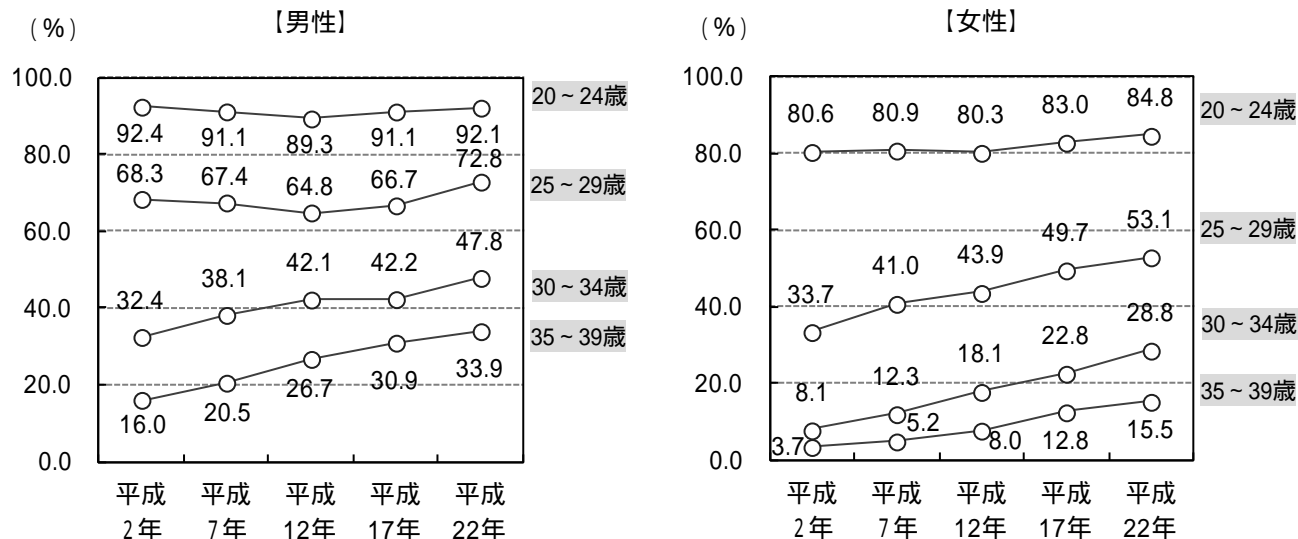 【男性】
(%)
100.0
80.0
60.0
40.0
20.0
0.0
92.4 91.1 89.3 91.1 92.1
68.3 67.4 64.8 66.7 72.8
32.4 38.1 42.1 42.2 47.8
16.0 20.5 26.7 30.9 33.9
20~24歳
25~29歳
30~34歳
35~39歳
平成 平成 平成 平成 平成
2年 7年 12年 17年 22年
【女性】
(%)
100.0
80.0
60.0
40.0
20.0
0.0
80.6 80.9 80.3 83.0 84.8
33.7 41.0 43.9 49.7 53.1
8.1 12.3 18.1 22.8 28.8
3.7 5.2 8.0 12.8 15.5
20~24歳
25~29歳
30~34歳
35~39歳
平成 平成 平成 平成 平成
2年 7年 12年 17年 22年